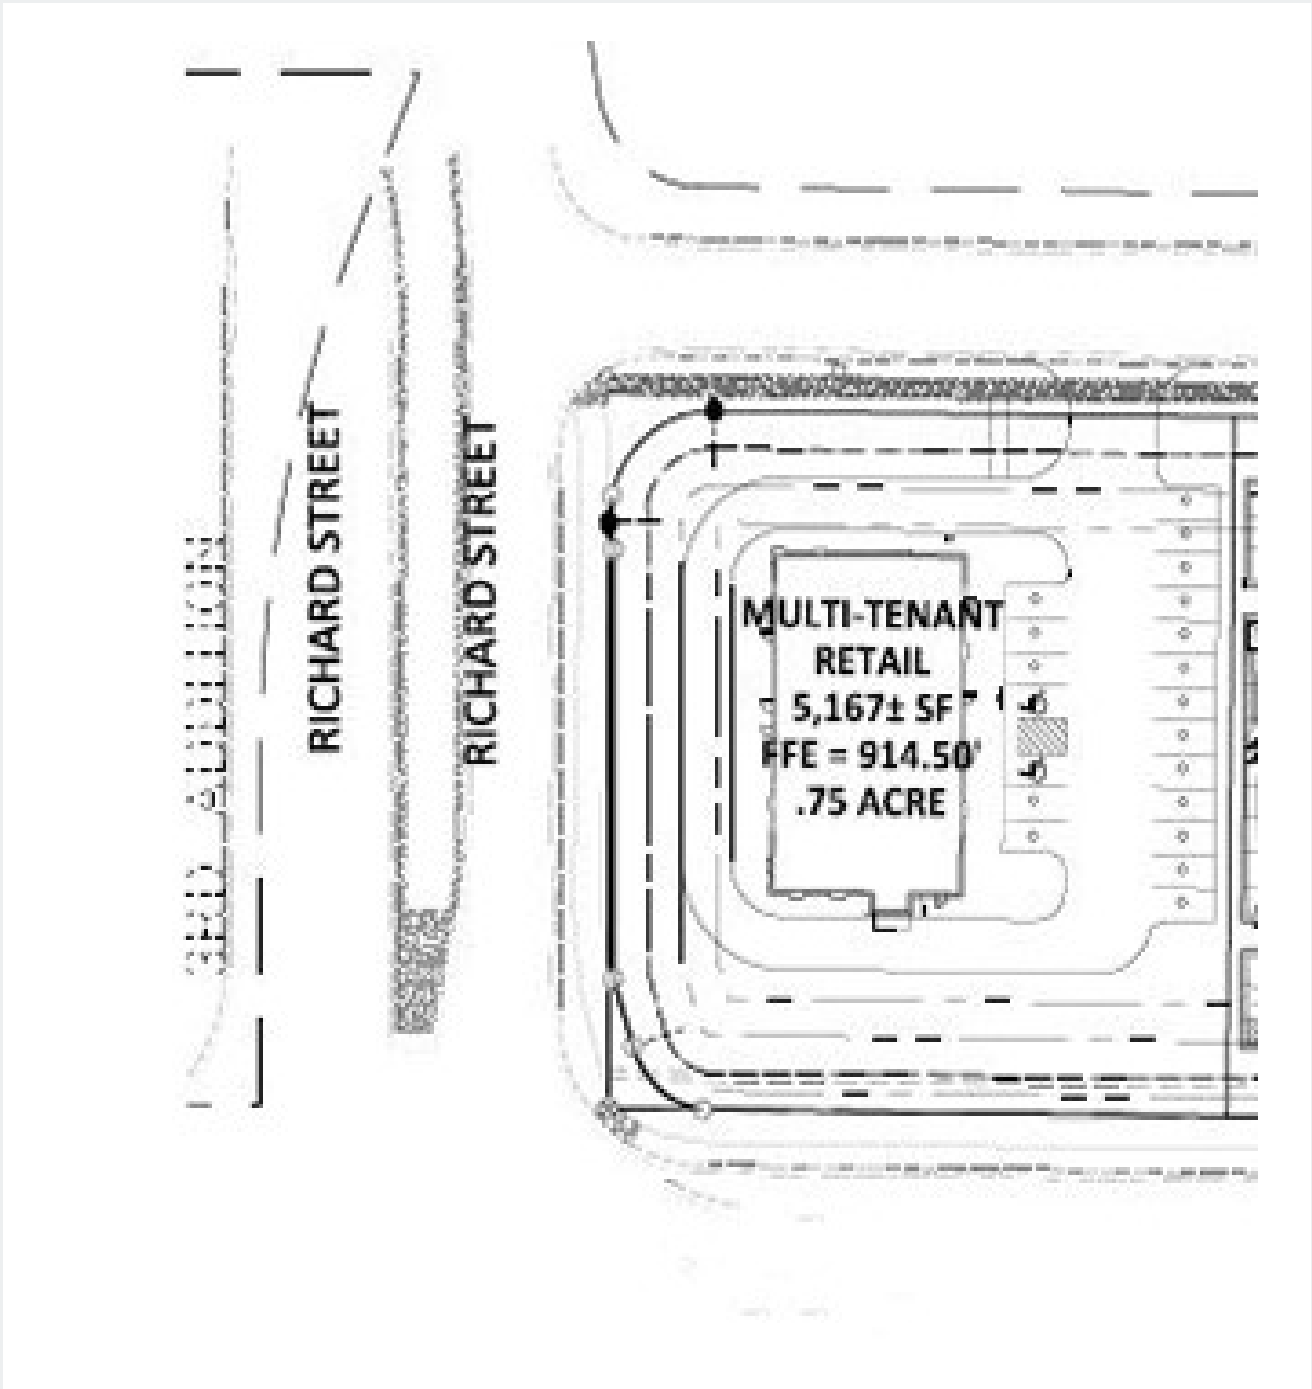 RICHARD STREET
RICHARD STREET
MULTI-TENANT
RETAIL
5,167± SF
FFE = 914.50'
.75 ACRE